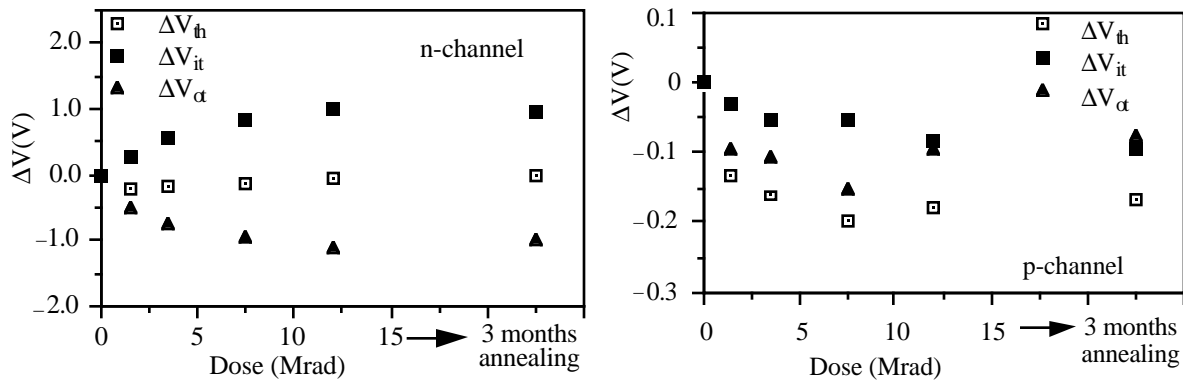 2.0
1.0
0.0
−1.0
−2.0
ΔV(V)
ΔVth
ΔVit
ΔVot
n-channel
0 5 10 15 3 months
annealing
Dose (Mrad)
0.1
0
−0.1
−0.2
−0.3
ΔV(V)
ΔVth
ΔVit
ΔVot
p-channel
0 5 10 15 3 months
annealing
Dose (Mrad)